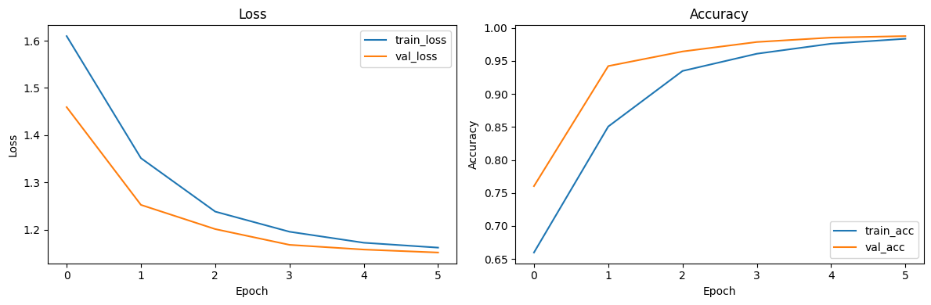 Loss
1.6
1.5
1.4
1.3
1.2
Loss
train_loss
val_loss
0 1 2 3 4 5
Epoch
Accuracy
1.00
0.95
0.90
0.85
0.80
0.75
0.70
0.65
Accuracy
train_acc
val_acc
0 1 2 3 4 5
Epoch